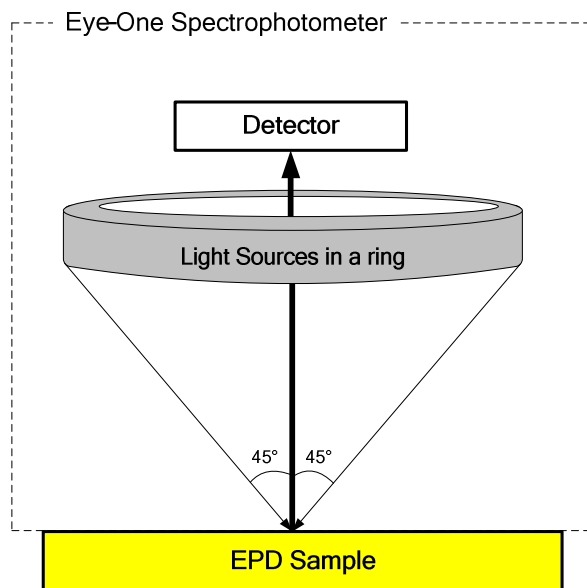 Eye-One Spectrophotometer
Detector
Light Sources in a ring
45° 45°
EPD Sample